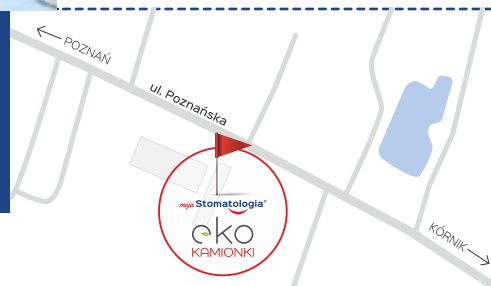 ← POZNAŃ
ul. Poznańska
moja Stomatologia®
eko
KAMIONKI
KÓRNIK →